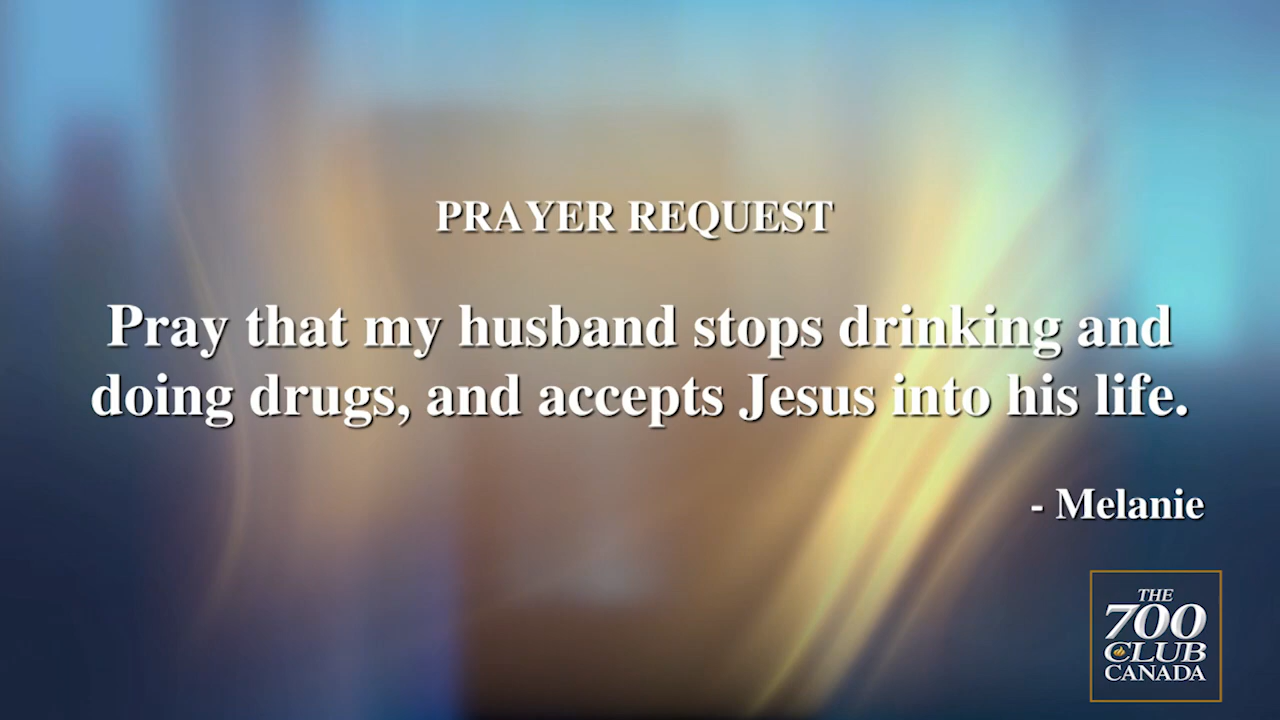 PRAYER REQUEST
Pray that my husband stops drinking and
doing drugs, and accepts Jesus into his life.
- Melanie
THE
700
CLUB
CANADA